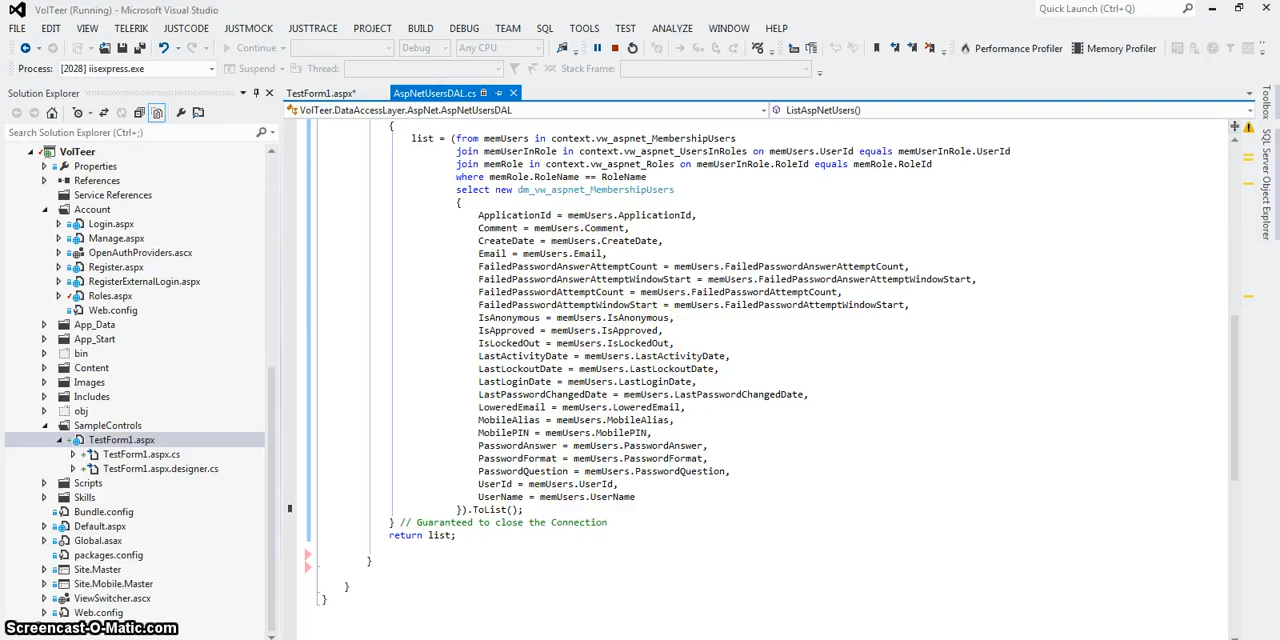 VolTeer (Running) - Microsoft Visual Studio
Quick Launch (Ctrl+Q)
FILE EDIT VIEW TELERIK JUSTCODE JUSTMOCK JUSTTRACE PROJECT BUILD DEBUG TEAM SQL TOOLS TEST ANALYZE WINDOW HELP
Continue Debug Any CPU Performance Profiler Memory Profiler
Process: [2028] iisexpress.exe Suspend Thread: Stack Frame:
Solution Explorer
TestForm1.aspx* AspNetUsersDAL.cs
VolTeer.DataAccessLayer.AspNet.AspNetUsersDAL ListAspNetUsers()
Search Solution Explorer (Ctrl+;)
VolTeer
Properties
References
Service References
Account
Login.aspx
Manage.aspx
OpenAuthProviders.ascx
Register.aspx
RegisterExternalLogin.aspx
Roles.aspx
Web.config
App_Data
App_Start
bin
Content
Images
Includes
obj
SampleControls
TestForm1.aspx
TestForm1.aspx.cs
TestForm1.aspx.designer.cs
Scripts
Skills
Bundle.config
Default.aspx
Global.asax
packages.config
Site.Master
Site.Mobile.Master
ViewSwitcher.ascx
Web.config
{
list = (from memUsers in context.vw_aspnet_MembershipUsers
join memUserInRole in context.vw_aspnet_UsersInRoles on memUsers.UserId equals memUserInRole.UserId
join memRole in context.vw_aspnet_Roles on memUserInRole.RoleId equals memRole.RoleId
where memRole.RoleName == RoleName
select new dm_vw_aspnet_MembershipUsers
{
ApplicationId = memUsers.ApplicationId,
Comment = memUsers.Comment,
CreateDate = memUsers.CreateDate,
Email = memUsers.Email,
FailedPasswordAnswerAttemptCount = memUsers.FailedPasswordAnswerAttemptCount,
FailedPasswordAnswerAttemptWindowStart = memUsers.FailedPasswordAnswerAttemptWindowStart,
FailedPasswordAttemptCount = memUsers.FailedPasswordAttemptCount,
FailedPasswordAttemptWindowStart = memUsers.FailedPasswordAttemptWindowStart,
IsAnonymous = memUsers.IsAnonymous,
IsApproved = memUsers.IsApproved,
IsLockedOut = memUsers.IsLockedOut,
LastActivityDate = memUsers.LastActivityDate,
LastLockoutDate = memUsers.LastLockoutDate,
LastLoginDate = memUsers.LastLoginDate,
LastPasswordChangedDate = memUsers.LastPasswordChangedDate,
LoweredEmail = memUsers.LoweredEmail,
MobileAlias = memUsers.MobileAlias,
MobilePIN = memUsers.MobilePIN,
PasswordAnswer = memUsers.PasswordAnswer,
PasswordFormat = memUsers.PasswordFormat,
PasswordQuestion = memUsers.PasswordQuestion,
UserId = memUsers.UserId,
UserName = memUsers.UserName
}).ToList();
} // Guaranteed to close the Connection
return list;
}
}
}
Toolbox
SQL Server Object Explorer
Screencast-O-Matic.com